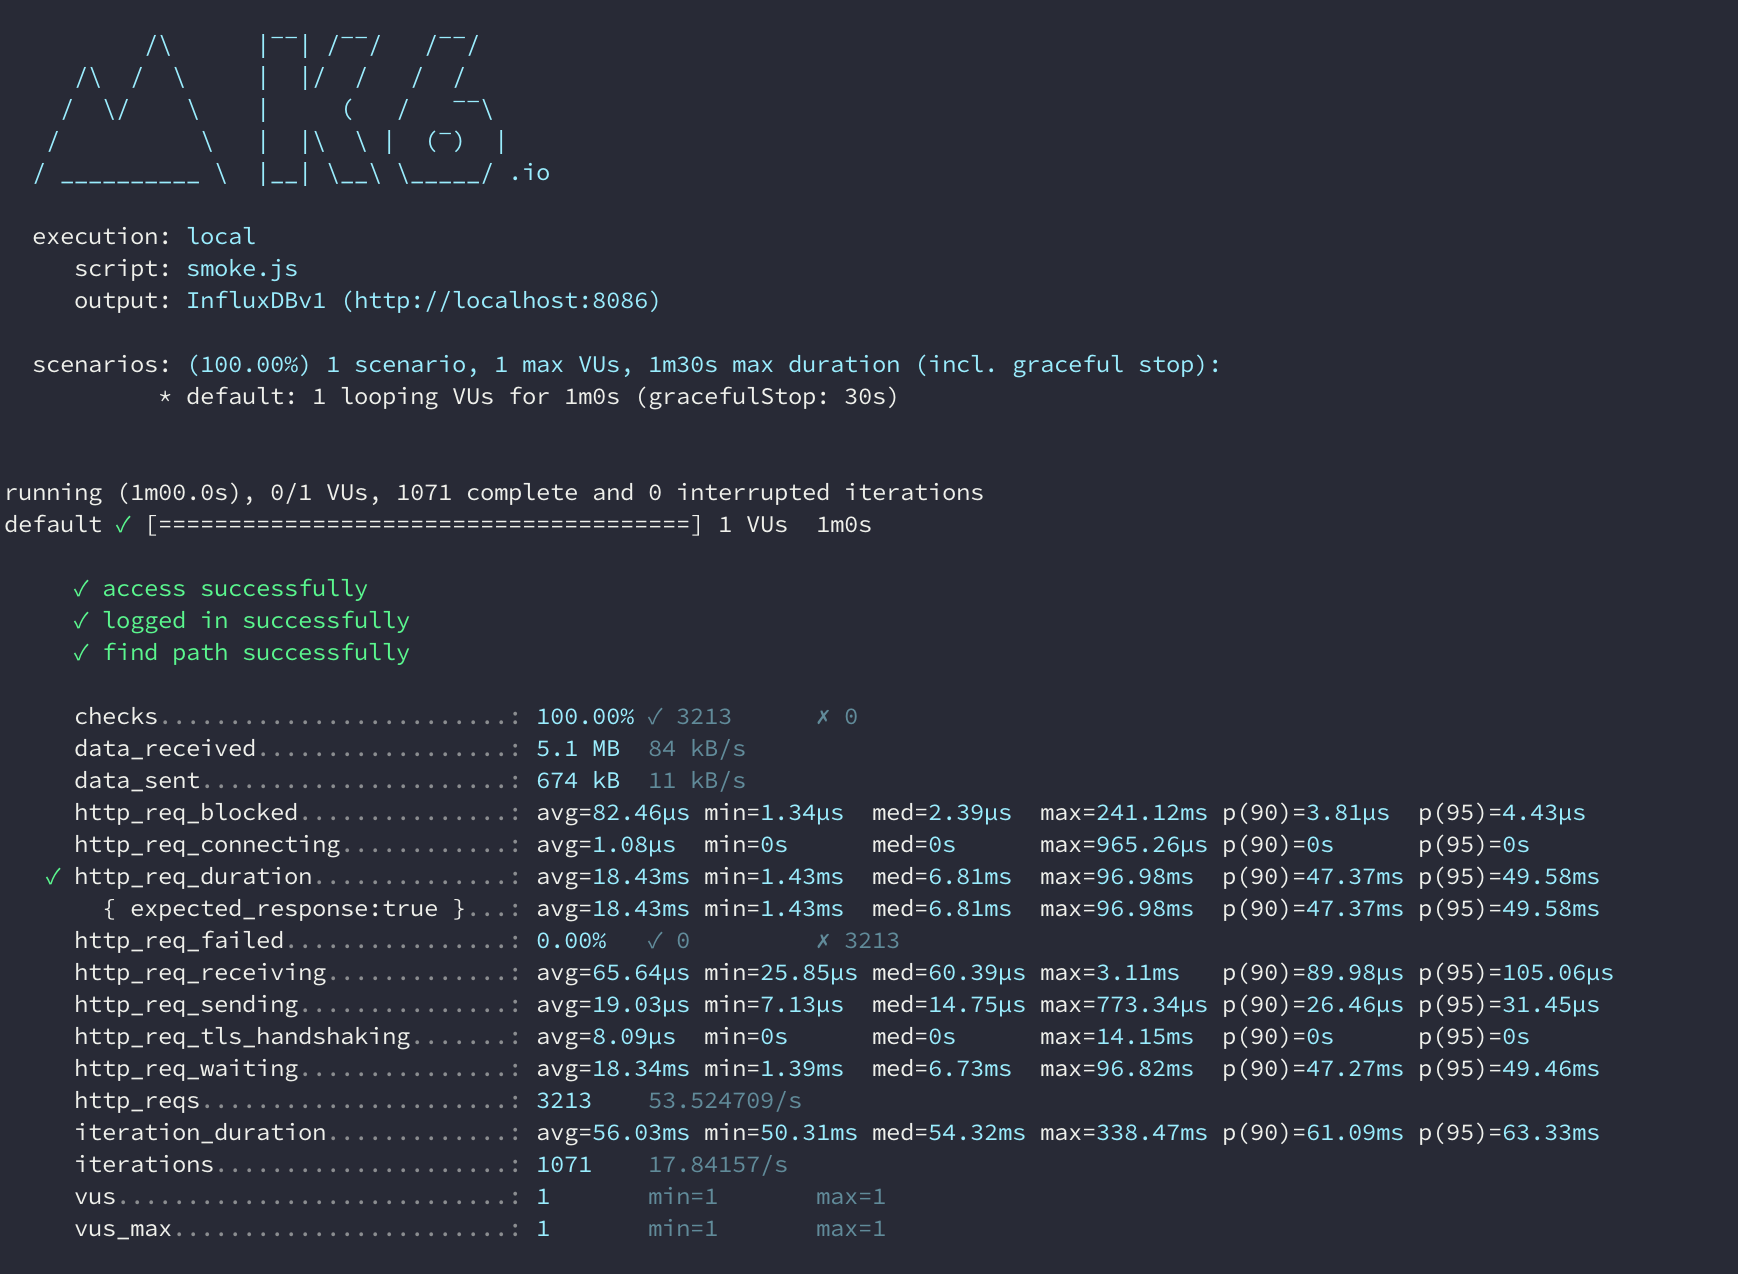 /\      |‾‾| /‾‾/   /‾‾/
     /\  /  \     |  |/  /   /  /
    /  \/    \    |     (   /   ‾‾\
   /          \   |  |\  \ |  (‾)  |
  / __________ \  |__| \__\ \_____/ .io

  execution: local
     script: smoke.js
     output: InfluxDBv1 (http://localhost:8086)

  scenarios: (100.00%) 1 scenario, 1 max VUs, 1m30s max duration (incl. graceful stop):
           * default: 1 looping VUs for 1m0s (gracefulStop: 30s)


running (1m00.0s), 0/1 VUs, 1071 complete and 0 interrupted iterations
default ✓ [======================================] 1 VUs  1m0s

     ✓ access successfully
     ✓ logged in successfully
     ✓ find path successfully

     checks.........................: 100.00% ✓ 3213      ✗ 0
     data_received..................: 5.1 MB  84 kB/s
     data_sent......................: 674 kB  11 kB/s
     http_req_blocked...............: avg=82.46µs min=1.34µs  med=2.39µs  max=241.12ms p(90)=3.81µs  p(95)=4.43µs
     http_req_connecting............: avg=1.08µs  min=0s      med=0s      max=965.26µs p(90)=0s      p(95)=0s
   ✓ http_req_duration..............: avg=18.43ms min=1.43ms  med=6.81ms  max=96.98ms  p(90)=47.37ms p(95)=49.58ms
       { expected_response:true }...: avg=18.43ms min=1.43ms  med=6.81ms  max=96.98ms  p(90)=47.37ms p(95)=49.58ms
     http_req_failed................: 0.00%   ✓ 0         ✗ 3213
     http_req_receiving.............: avg=65.64µs min=25.85µs med=60.39µs max=3.11ms   p(90)=89.98µs p(95)=105.06µs
     http_req_sending...............: avg=19.03µs min=7.13µs  med=14.75µs max=773.34µs p(90)=26.46µs p(95)=31.45µs
     http_req_tls_handshaking.......: avg=8.09µs  min=0s      med=0s      max=14.15ms  p(90)=0s      p(95)=0s
     http_req_waiting...............: avg=18.34ms min=1.39ms  med=6.73ms  max=96.82ms  p(90)=47.27ms p(95)=49.46ms
     http_reqs......................: 3213    53.524709/s
     iteration_duration.............: avg=56.03ms min=50.31ms med=54.32ms max=338.47ms p(90)=61.09ms p(95)=63.33ms
     iterations.....................: 1071    17.84157/s
     vus............................: 1       min=1       max=1
     vus_max........................: 1       min=1       max=1